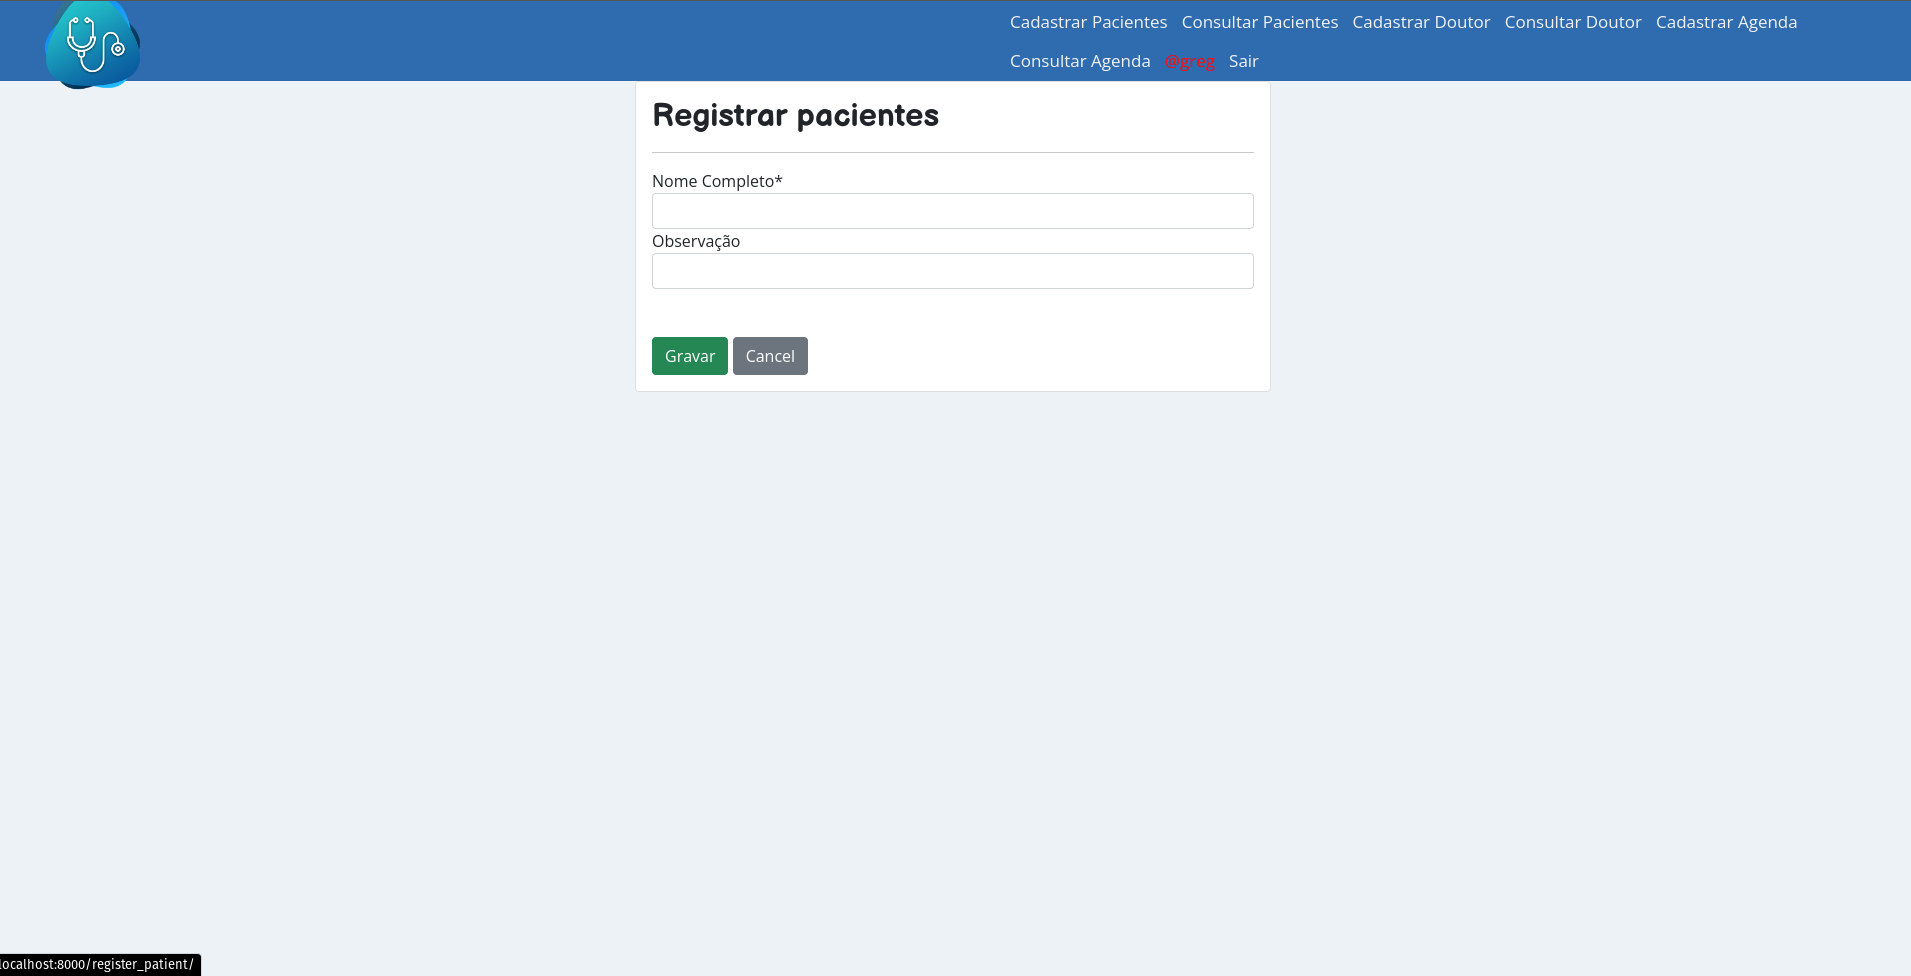 Cadastrar Pacientes Consultar Pacientes Cadastrar Doutor Consultar Doutor Cadastrar Agenda
Consultar Agenda @greg Sair
Registrar pacientes
Nome Completo*
Observação
Gravar Cancel
localhost:8000/register_patient/